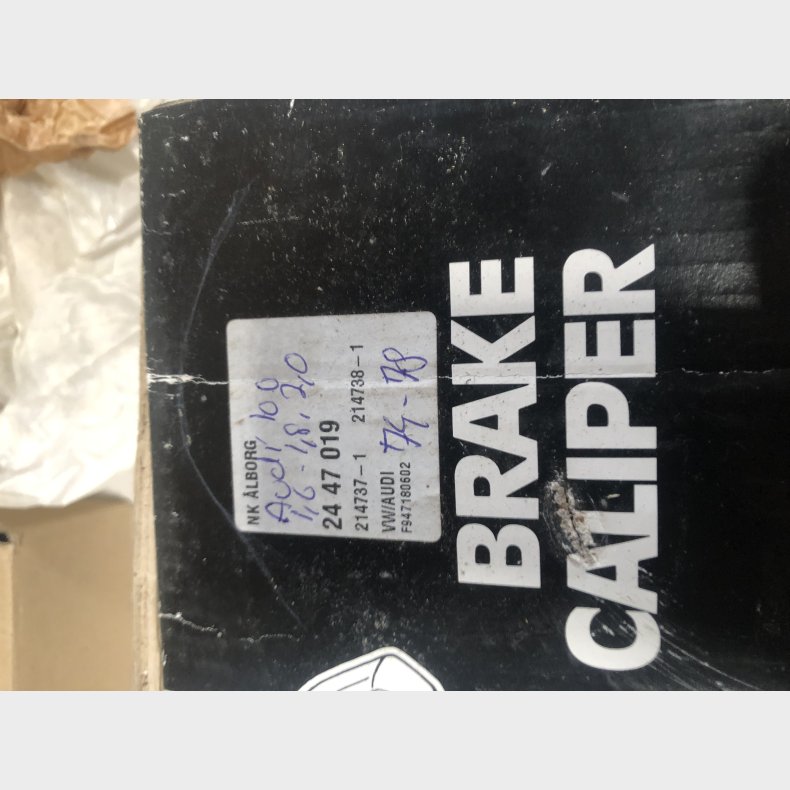 NK ÅLBORG
Audi 100
1,6 - 1,8, 2,0
24 47 019
214737-1 214738-1
VW/AUDI 74-78
F947180602
BRAKE
CALIPER